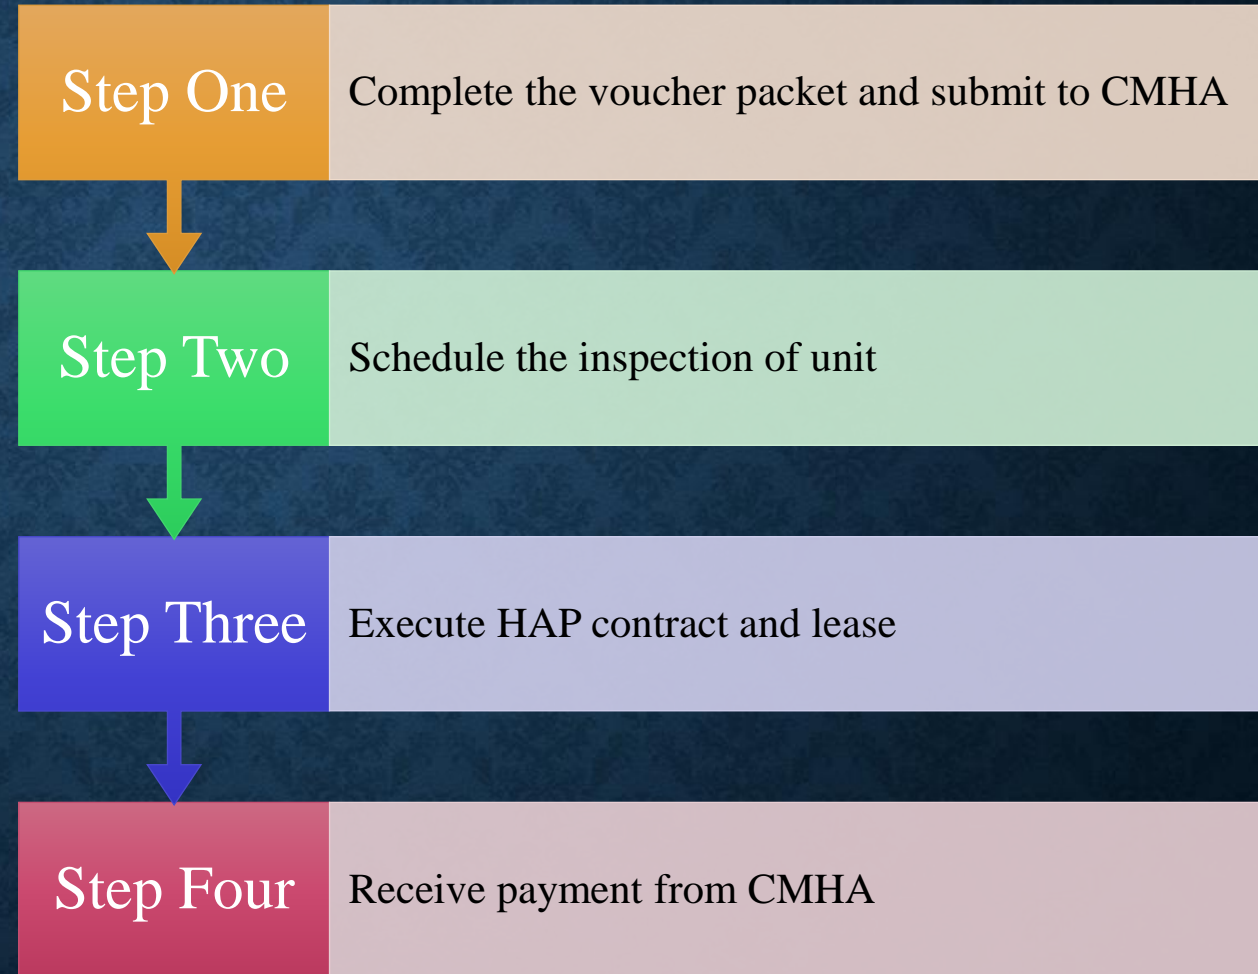 Step One
Complete the voucher packet and submit to CMHA
Step Two
Schedule the inspection of unit
Step Three
Execute HAP contract and lease
Step Four
Receive payment from CMHA